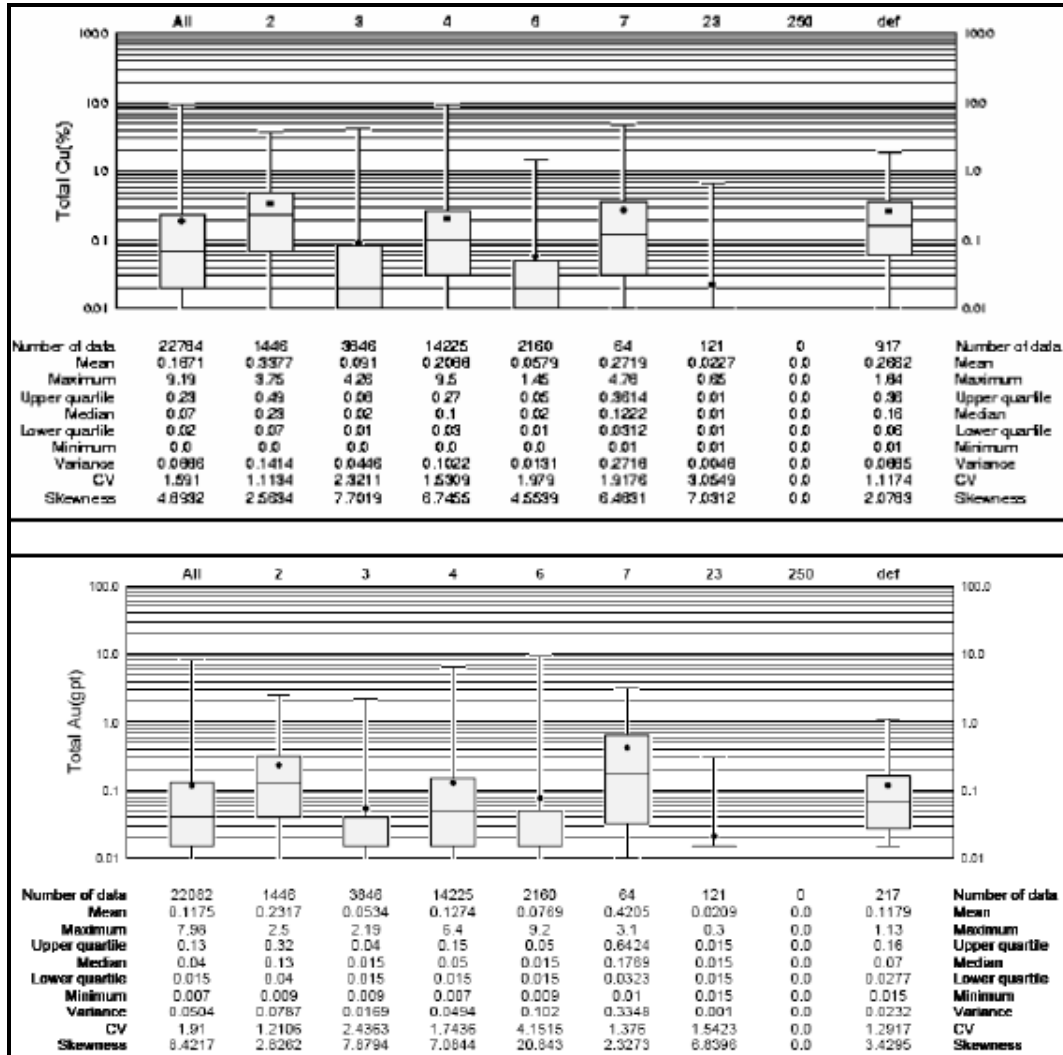 All 2 3 4 6 7 23 250 def
100.0 100.0
10.0 10.0
Total Cu(%)
1.0 1.0
0.1 0.1
0.01 0.01
Number of data 22764 1446 3846 14225 2160 64 121 0 917 Number of data
Mean 0.1671 0.3377 0.091 0.2088 0.0579 0.2719 0.0227 0.0 0.2662 Mean
Maximum 9.19 3.75 4.26 9.5 1.45 4.76 0.65 0.0 1.84 Maximum
Upper quartile 0.23 0.49 0.06 0.27 0.05 0.3614 0.01 0.0 0.36 Upper quartile
Median 0.07 0.23 0.02 0.1 0.02 0.1222 0.01 0.0 0.16 Median
Lower quartile 0.02 0.07 0.01 0.03 0.01 0.0312 0.01 0.0 0.06 Lower quartile
Minimum 0.0 0.0 0.0 0.0 0.0 0.01 0.01 0.0 0.01 Minimum
Variance 0.1414 0.0446 0.1022 0.0131 0.2716 0.0046 0.0 Variance
CV 1.591 1.1134 2.3211 1.5309 1.979 1.9176 3.0549 0.0 1.1174 CV
Skewness 4.6932 2.5634 7.7019 6.7455 4.5539 6.4631 7.0312 0.0 2.0763 Skewness
All 2 3 4 6 7 23 250 def
100.0 100.0
10.0 10.0
Total Au(gpt)
1.0 1.0
0.1 0.1
0.01 0.01
Number of data 22082 1446 3846 14225 2160 64 121 0 217 Number of data
Mean 0.1175 0.2317 0.0534 0.1274 0.0769 0.4205 0.0209 0.0 0.1179 Mean
Maximum 7.98 2.5 2.19 6.4 9.2 3.1 0.3 0.0 1.13 Maximum
Upper quartile 0.13 0.32 0.04 0.15 0.05 0.6424 0.015 0.0 0.16 Upper quartile
Median 0.04 0.13 0.015 0.05 0.015 0.1769 0.015 0.0 0.07 Median
Lower quartile 0.015 0.04 0.015 0.015 0.015 0.0323 0.015 0.0 0.0277 Lower quartile
Minimum 0.007 0.009 0.009 0.007 0.009 0.01 0.015 0.0 0.015 Minimum
Variance 0.0504 0.0787 0.0169 0.0494 0.102 0.3348 0.001 0.0 0.0232 Variance
CV 1.91 1.2106 2.4363 1.7436 4.1515 1.376 1.5423 0.0 1.2917 CV
Skewness 8.4217 2.8262 7.8794 7.0844 20.843 2.3273 6.8396 0.0 3.4295 Skewness